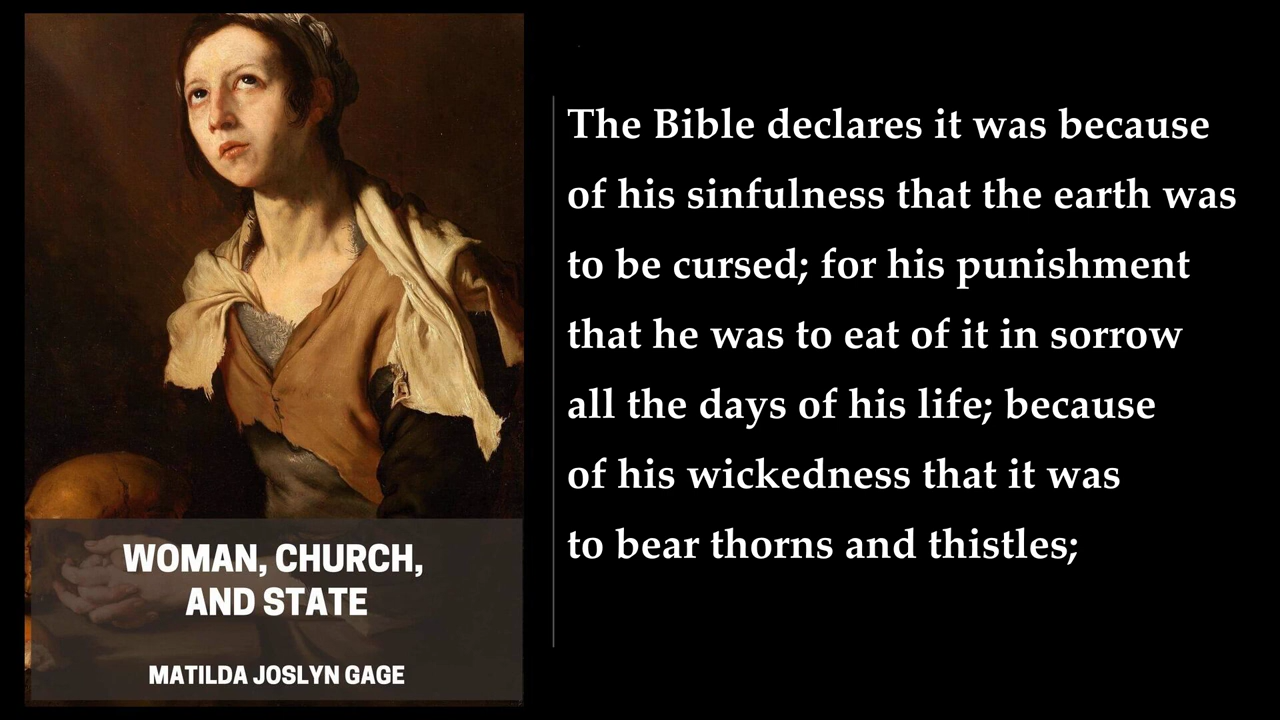 WOMAN, CHURCH,
AND STATE
MATILDA JOSLYN GAGE
The Bible declares it was because
of his sinfulness that the earth was
to be cursed; for his punishment
that he was to eat of it in sorrow
all the days of his life; because
of his wickedness that it was
to bear thorns and thistles;